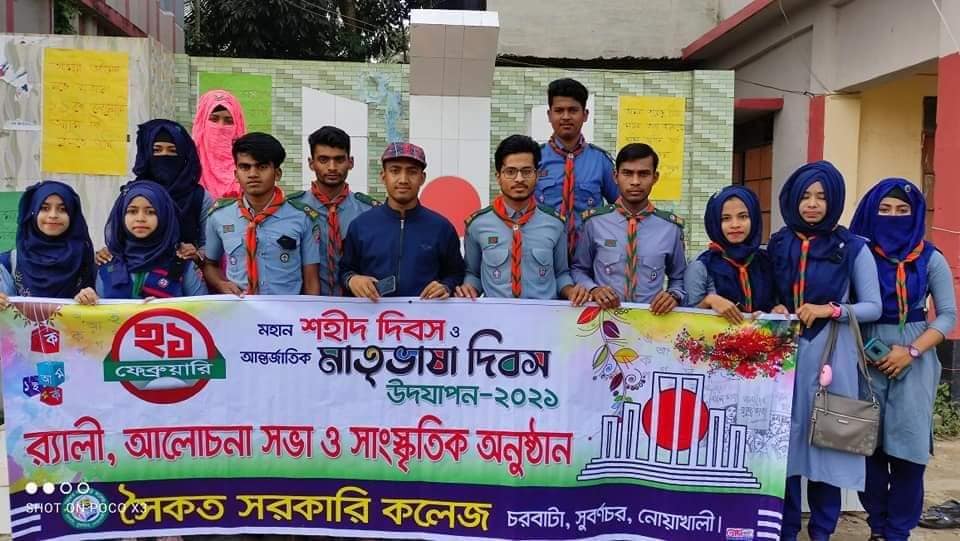 ২১
ফেব্রুয়ারি
মহান শহীদ দিবস ও
আন্তর্জাতিক মাতৃভাষা দিবস
উদযাপন-২০২১
র‍্যালী, আলোচনা সভা ও সাংস্কৃতিক অনুষ্ঠান
সৈকত সরকারি কলেজ চরবাটা, সুবর্ণচর, নোয়াখালী।
SHOT ON POCO X3